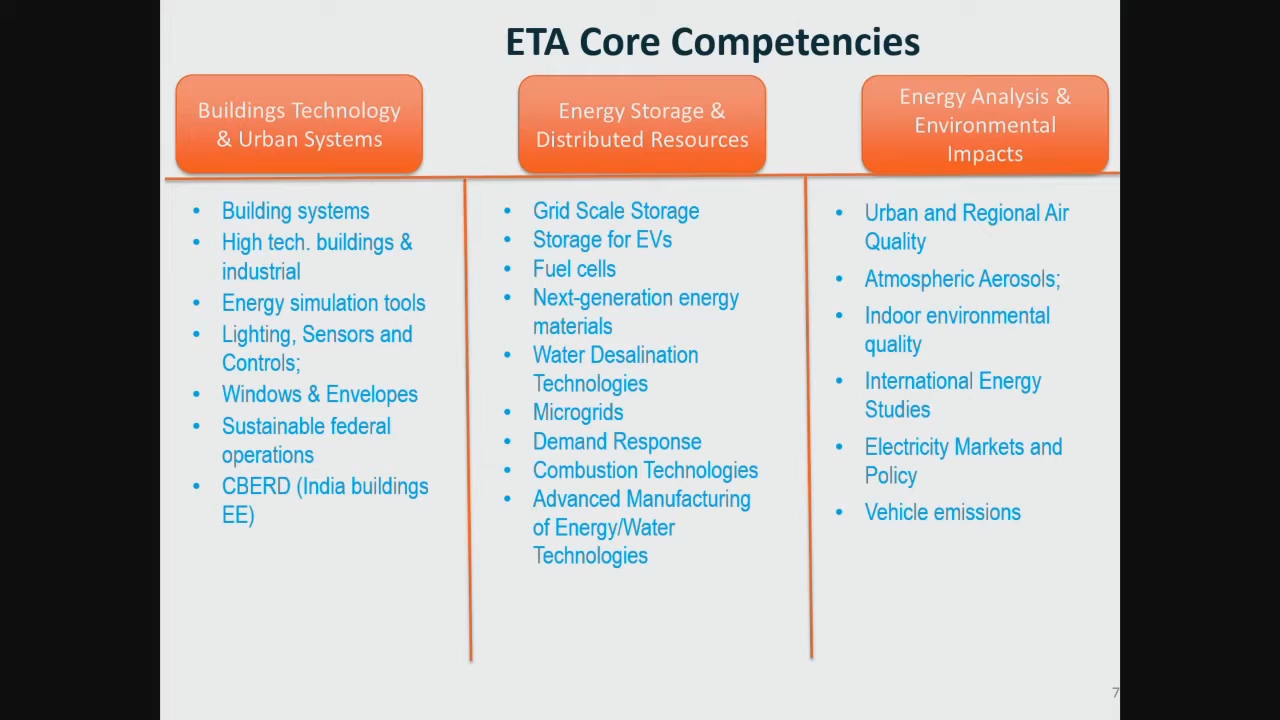 ETA Core Competencies
Buildings Technology
& Urban Systems
Energy Storage &
Distributed Resources
Energy Analysis &
Environmental
Impacts
• Building systems
• High tech. buildings &
industrial
• Energy simulation tools
• Lighting, Sensors and
Controls;
• Windows & Envelopes
• Sustainable federal
operations
• CBERD (India buildings
EE)
• Grid Scale Storage
• Storage for EVs
• Fuel cells
• Next-generation energy
materials
• Water Desalination
Technologies
• Microgrids
• Demand Response
• Combustion Technologies
• Advanced Manufacturing
of Energy/Water
Technologies
• Urban and Regional Air
Quality
• Atmospheric Aerosols;
• Indoor environmental
quality
• International Energy
Studies
• Electricity Markets and
Policy
• Vehicle emissions
7